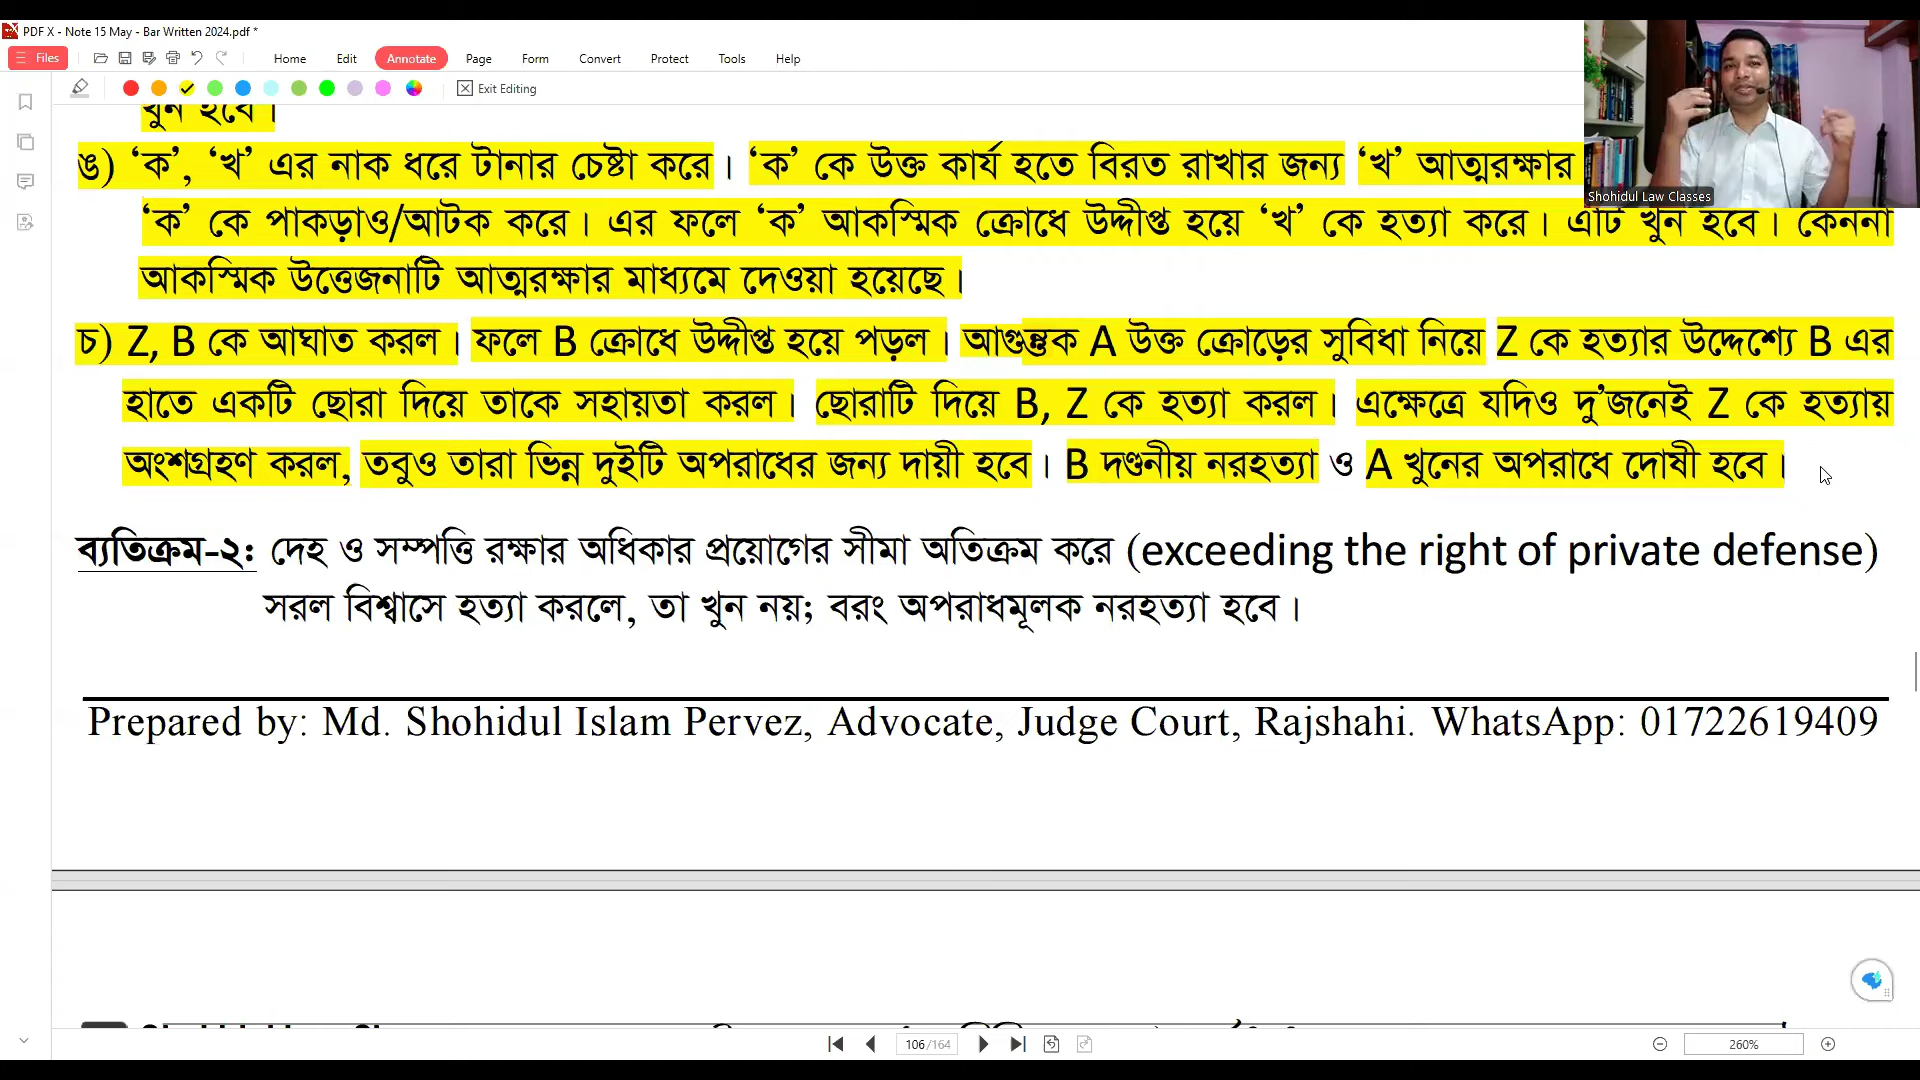 PDF X - Note 15 May - Bar Written 2024.pdf *
Files Home Edit Annotate Page Form Convert Protect Tools Help
Exit Editing
খুন হবে।
ঙ) ‘ক’, ‘খ’ এর নাক ধরে টানার চেষ্টা করে। ‘ক’ কে উক্ত কার্য হতে বিরত রাখার জন্য ‘খ’ আত্মরক্ষার
Shohidul Law Classes
‘ক’ কে পাকড়াও/আটক করে। এর ফলে ‘ক’ আকস্মিক ক্রোধে উদ্দীপ্ত হয়ে ‘খ’ কে হত্যা করে। এটি খুন হবে। কেননা
আকস্মিক উত্তেজনাটি আত্মরক্ষার মাধ্যমে দেওয়া হয়েছে।
চ) Z, B কে আঘাত করল। ফলে B ক্রোধে উদ্দীপ্ত হয়ে পড়ল। আগুন্তুক A উক্ত ক্রোড়ের সুবিধা নিয়ে Z কে হত্যার উদ্দেশ্যে B এর
হাতে একটি ছোরা দিয়ে তাকে সহায়তা করল। ছোরাটি দিয়ে B, Z কে হত্যা করল। এক্ষেত্রে যদিও দু’জনেই Z কে হত্যায়
অংশগ্রহণ করল, তবুও তারা ভিন্ন দুইটি অপরাধের জন্য দায়ী হবে। B দণ্ডনীয় নরহত্যা ও A খুনের অপরাধে দোষী হবে।
ব্যতিক্রম-২: দেহ ও সম্পত্তি রক্ষার অধিকার প্রয়োগের সীমা অতিক্রম করে (exceeding the right of private defense)
সরল বিশ্বাসে হত্যা করলে, তা খুন নয়; বরং অপরাধমূলক নরহত্যা হবে।
Prepared by: Md. Shohidul Islam Pervez, Advocate, Judge Court, Rajshahi. WhatsApp: 01722619409
106/164
260%